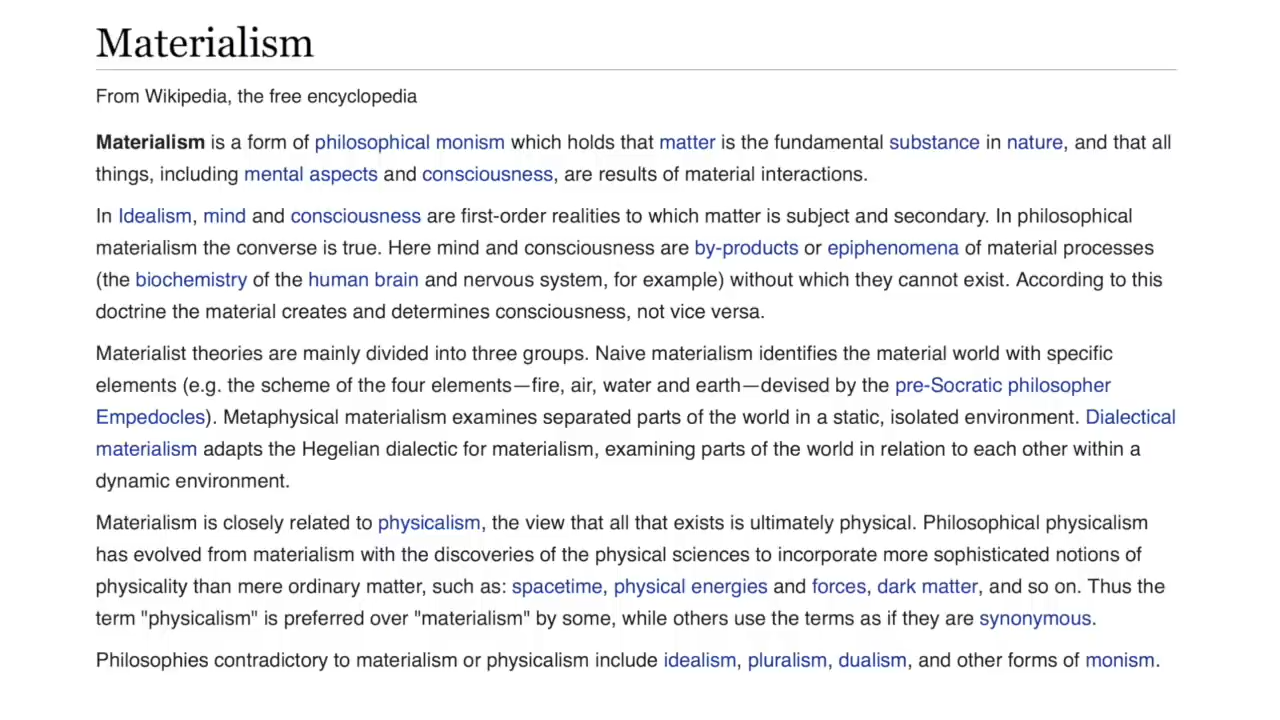 Materialism
From Wikipedia, the free encyclopedia
Materialism is a form of philosophical monism which holds that matter is the fundamental substance in nature, and that all
things, including mental aspects and consciousness, are results of material interactions.
In Idealism, mind and consciousness are first-order realities to which matter is subject and secondary. In philosophical
materialism the converse is true. Here mind and consciousness are by-products or epiphenomena of material processes
(the biochemistry of the human brain and nervous system, for example) without which they cannot exist. According to this
doctrine the material creates and determines consciousness, not vice versa.
Materialist theories are mainly divided into three groups. Naive materialism identifies the material world with specific
elements (e.g. the scheme of the four elements—fire, air, water and earth—devised by the pre-Socratic philosopher
Empedocles). Metaphysical materialism examines separated parts of the world in a static, isolated environment. Dialectical
materialism adapts the Hegelian dialectic for materialism, examining parts of the world in relation to each other within a
dynamic environment.
Materialism is closely related to physicalism, the view that all that exists is ultimately physical. Philosophical physicalism
has evolved from materialism with the discoveries of the physical sciences to incorporate more sophisticated notions of
physicality than mere ordinary matter, such as: spacetime, physical energies and forces, dark matter, and so on. Thus the
term "physicalism" is preferred over "materialism" by some, while others use the terms as if they are synonymous.
Philosophies contradictory to materialism or physicalism include idealism, pluralism, dualism, and other forms of monism.